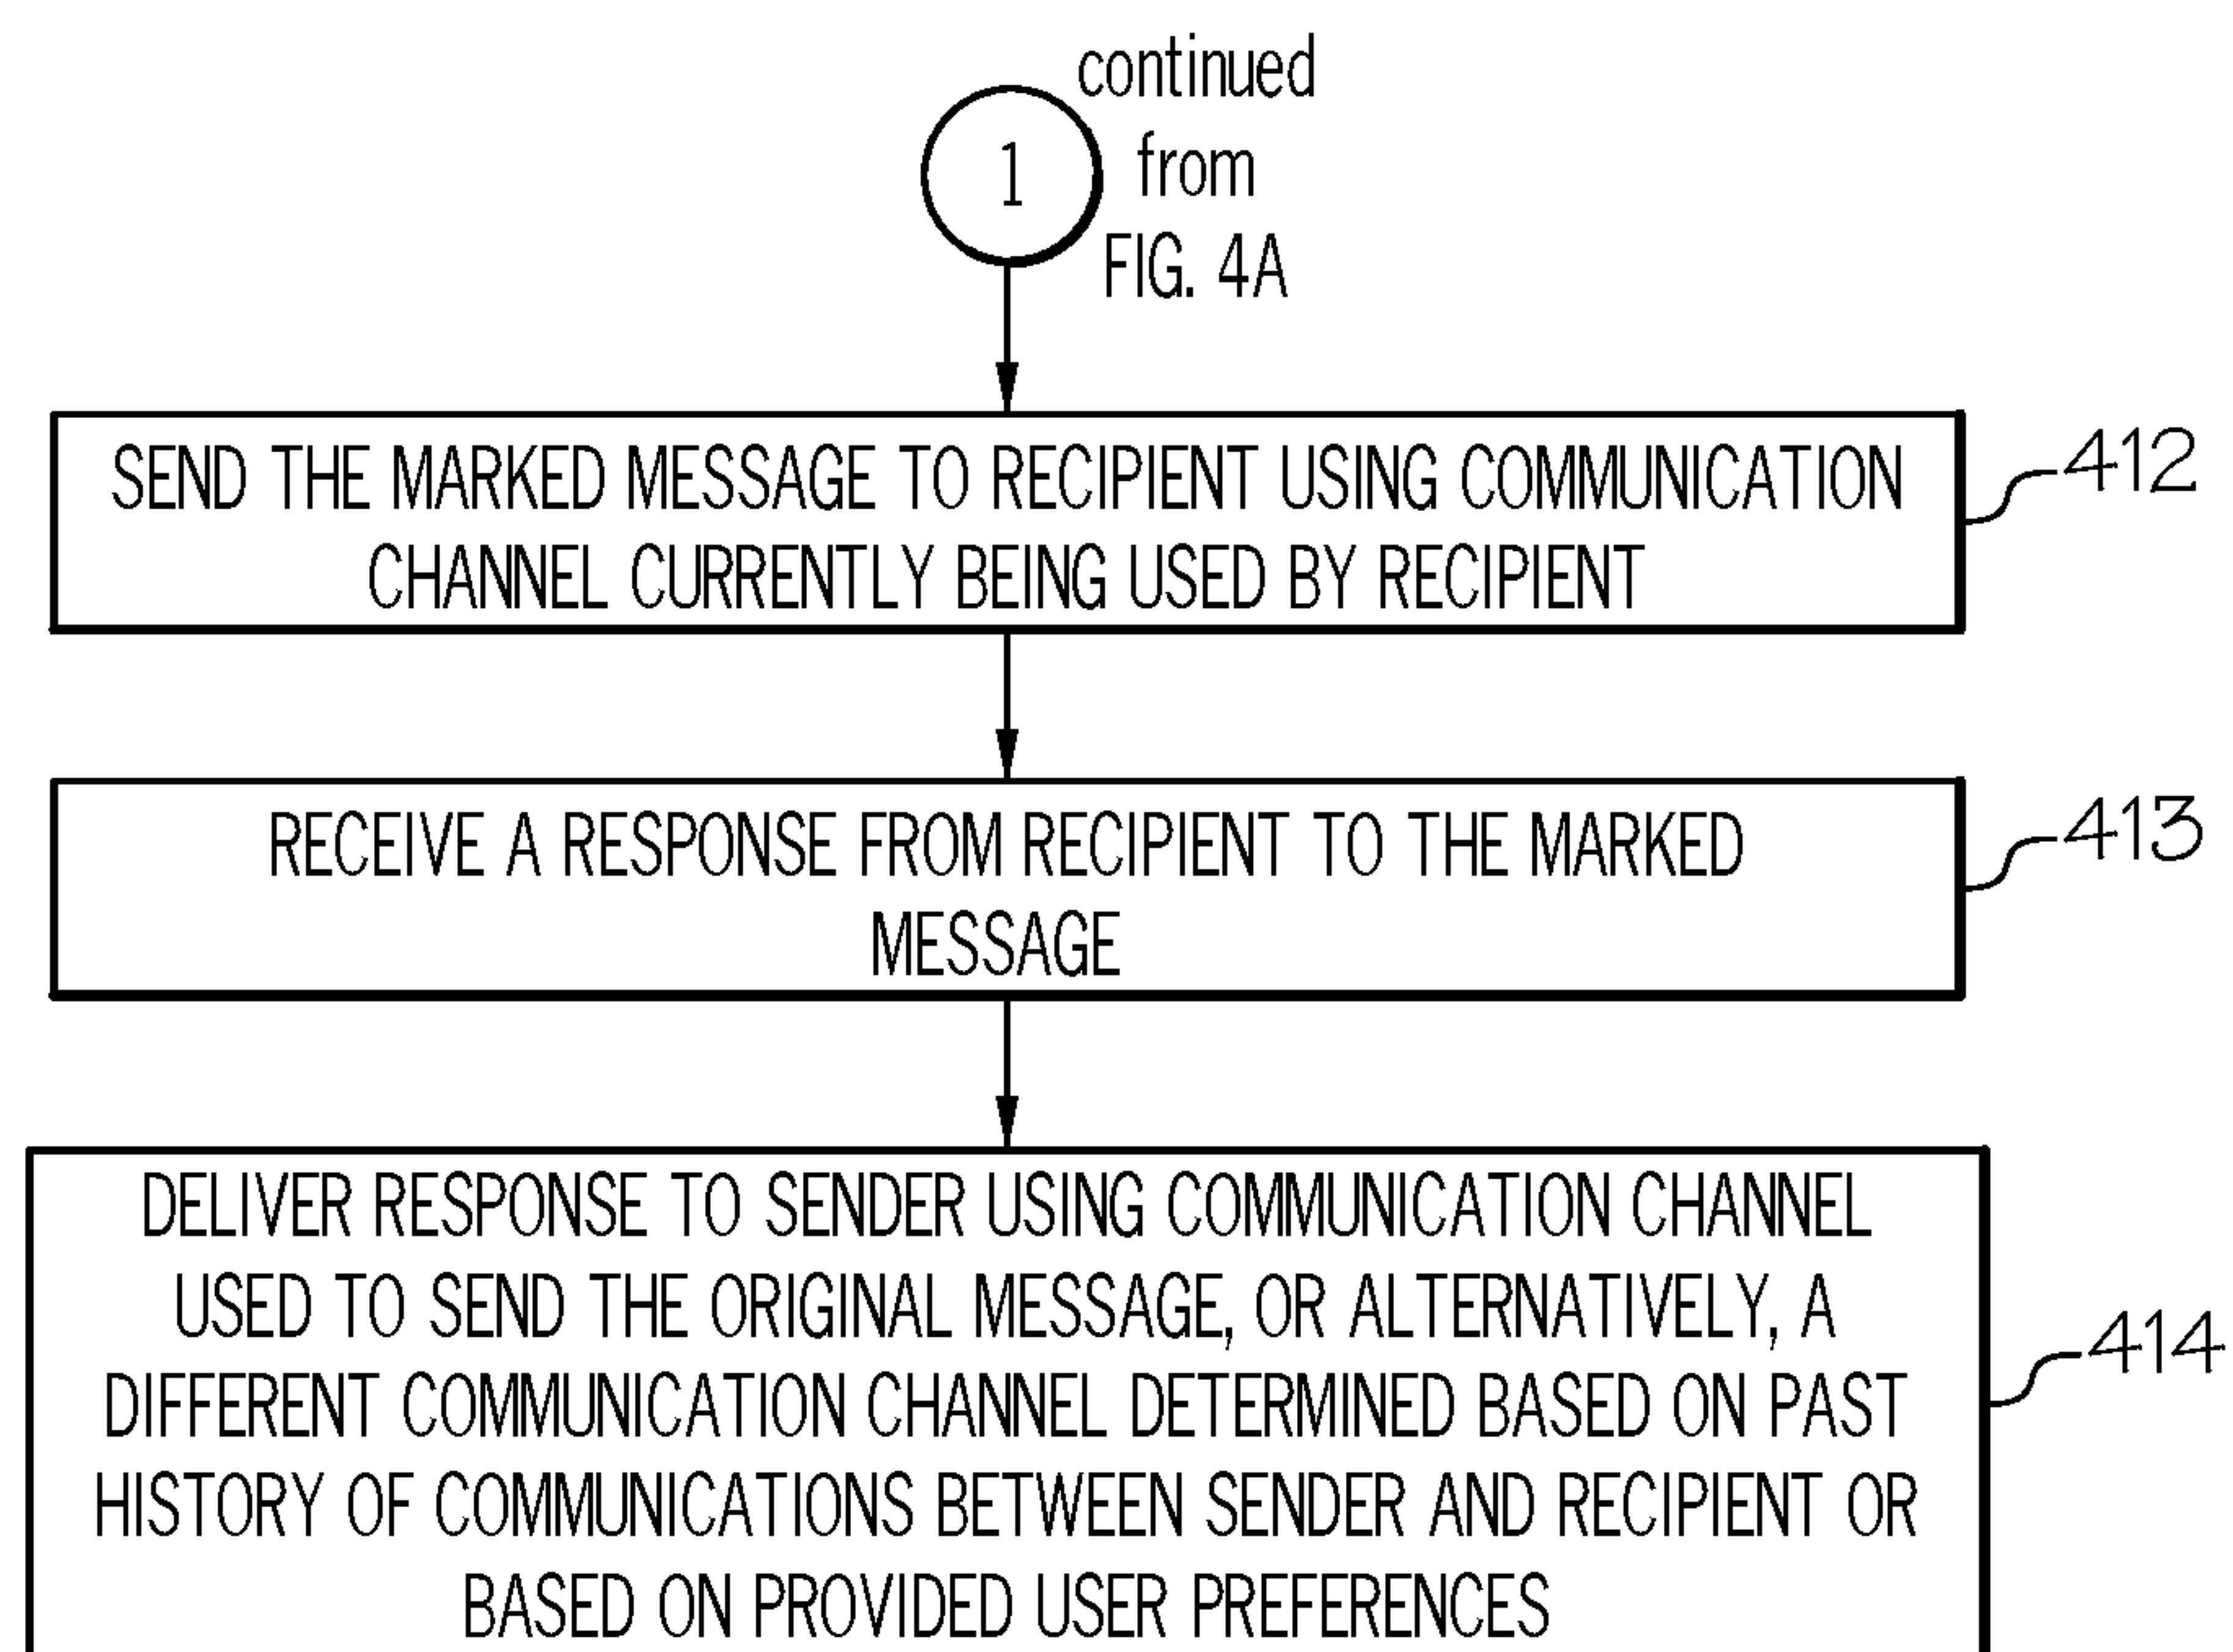 continued
1
from
FIG. 4A
SEND THE MARKED MESSAGE TO RECIPIENT USING COMMUNICATION
CHANNEL CURRENTLY BEING USED BY RECIPIENT
412
RECEIVE A RESPONSE FROM RECIPIENT TO THE MARKED
MESSAGE
413
DELIVER RESPONSE TO SENDER USING COMMUNICATION CHANNEL
USED TO SEND THE ORIGINAL MESSAGE, OR ALTERNATIVELY, A
DIFFERENT COMMUNICATION CHANNEL DETERMINED BASED ON PAST
HISTORY OF COMMUNICATIONS BETWEEN SENDER AND RECIPIENT OR
BASED ON PROVIDED USER PREFERENCES
414